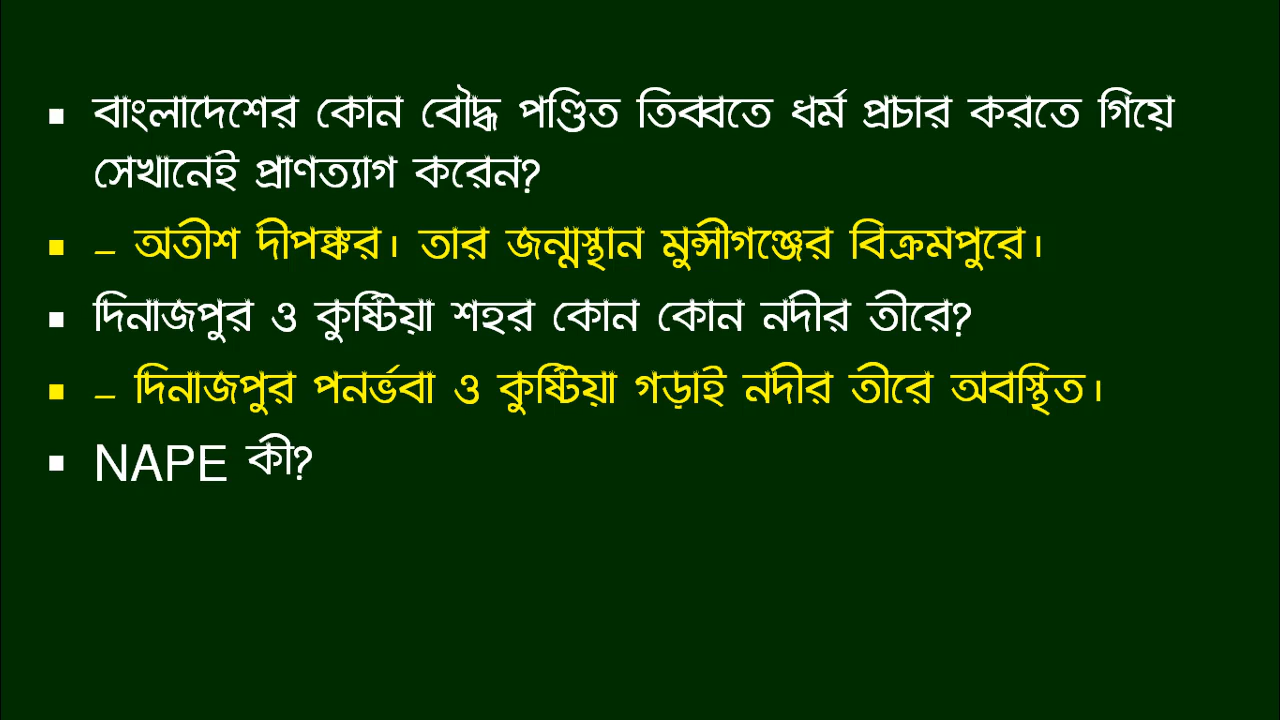 ▪ বাংলাদেশের কোন বৌদ্ধ পণ্ডিত তিব্বতে ধর্ম প্রচার করতে গিয়ে
সেখানেই প্রাণত্যাগ করেন?
▪ – অতীশ দীপঙ্কর। তার জন্মস্থান মুন্সীগঞ্জের বিক্রমপুরে।
▪ দিনাজপুর ও কুষ্টিয়া শহর কোন কোন নদীর তীরে?
▪ – দিনাজপুর পনর্ভবা ও কুষ্টিয়া গড়াই নদীর তীরে অবস্থিত।
▪ NAPE কী?